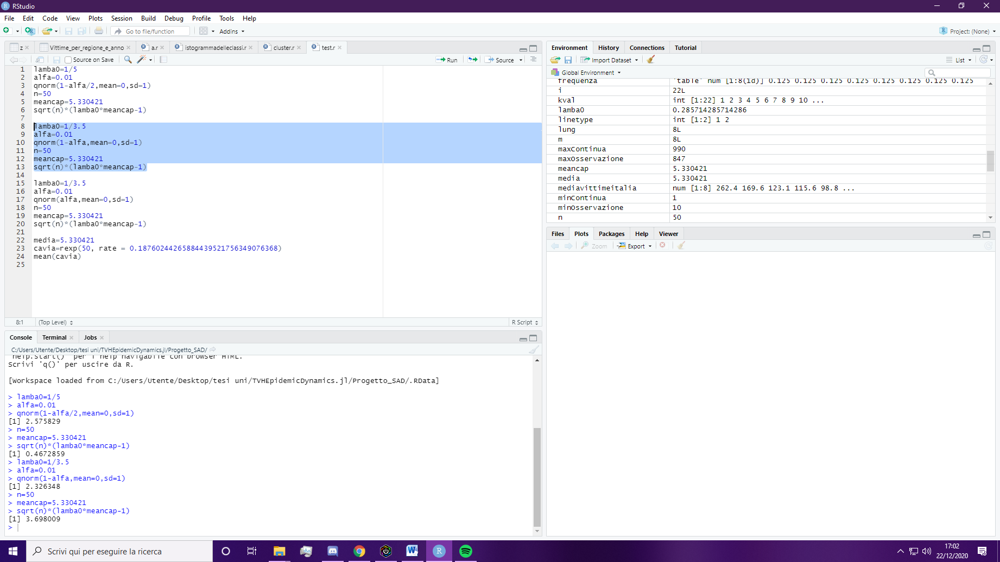 RStudio
File Edit Code View Plots Session Build Debug Profile Tools Help
Go to file/function Addins Project: (None)
z Vittime_per_regione_e_anno a.r istogrammadelleclassi.r cluster.r test.r
Source on Save Run Source
1 lamba0=1/5
2 alfa=0.01
3 qnorm(1-alfa/2,mean=0,sd=1)
4 n=50
5 meancap=5.330421
6 sqrt(n)*(lamba0*meancap-1)
7
8 lamba0=1/3.5
9 alfa=0.01
10 qnorm(1-alfa,mean=0,sd=1)
11 n=50
12 meancap=5.330421
13 sqrt(n)*(lamba0*meancap-1)
14
15 lamba0=1/3.5
16 alfa=0.01
17 qnorm(alfa,mean=0,sd=1)
18 n=50
19 meancap=5.330421
20 sqrt(n)*(lamba0*meancap-1)
21
22 media=5.330421
23 cavia=rexp(50, rate = 0.18760244265884439521756349076368)
24 mean(cavia)
25
8:1 (Top Level) R Script
Console Terminal Jobs
C:/Users/Utente/Desktop/tesi uni/TVHEpidemicDynamics.jl/Progetto_SAD/
'help.start()' per l'help navigabile con browser HTML.
Scrivi 'q()' per uscire da R.
[Workspace loaded from C:/Users/Utente/Desktop/tesi uni/TVHEpidemicDynamics.jl/Progetto_SAD/.RData]
> lamba0=1/5
> alfa=0.01
> qnorm(1-alfa/2,mean=0,sd=1)
[1] 2.575829
> n=50
> meancap=5.330421
> sqrt(n)*(lamba0*meancap-1)
[1] 0.4672859
> lamba0=1/3.5
> alfa=0.01
> qnorm(1-alfa,mean=0,sd=1)
[1] 2.326348
> n=50
> meancap=5.330421
> sqrt(n)*(lamba0*meancap-1)
[1] 3.698009
>
Environment History Connections Tutorial
Import Dataset List
Global Environment
frequenza 'table' num [1:8(1d)] 0.125 0.125 0.125 0.125 0.125 0.125 0.125 0.125
i 22L
kval int [1:22] 1 2 3 4 5 6 7 8 9 10 ...
lamba0 0.285714285714286
linetype int [1:2] 1 2
lung 8L
m 8L
maxContinua 990
maxOsservazione 847
meancap 5.330421
media 5.330421
mediavittimeitalia num [1:8] 262.4 169.6 123.1 115.6 98.8 ...
minContinua 1
minOsservazione 10
n 50
Files Plots Packages Help Viewer
Zoom Export
Scrivi qui per eseguire la ricerca
17:02
22/12/2020